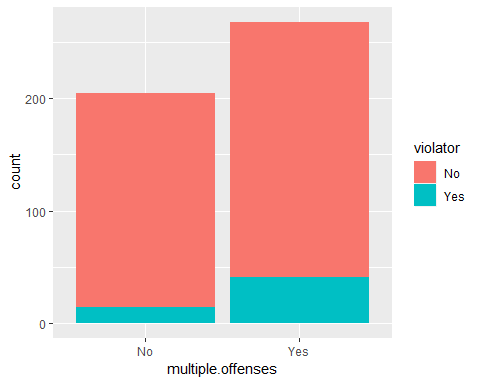 count
200
100
0
No
Yes
multiple.offenses
violator
No
Yes